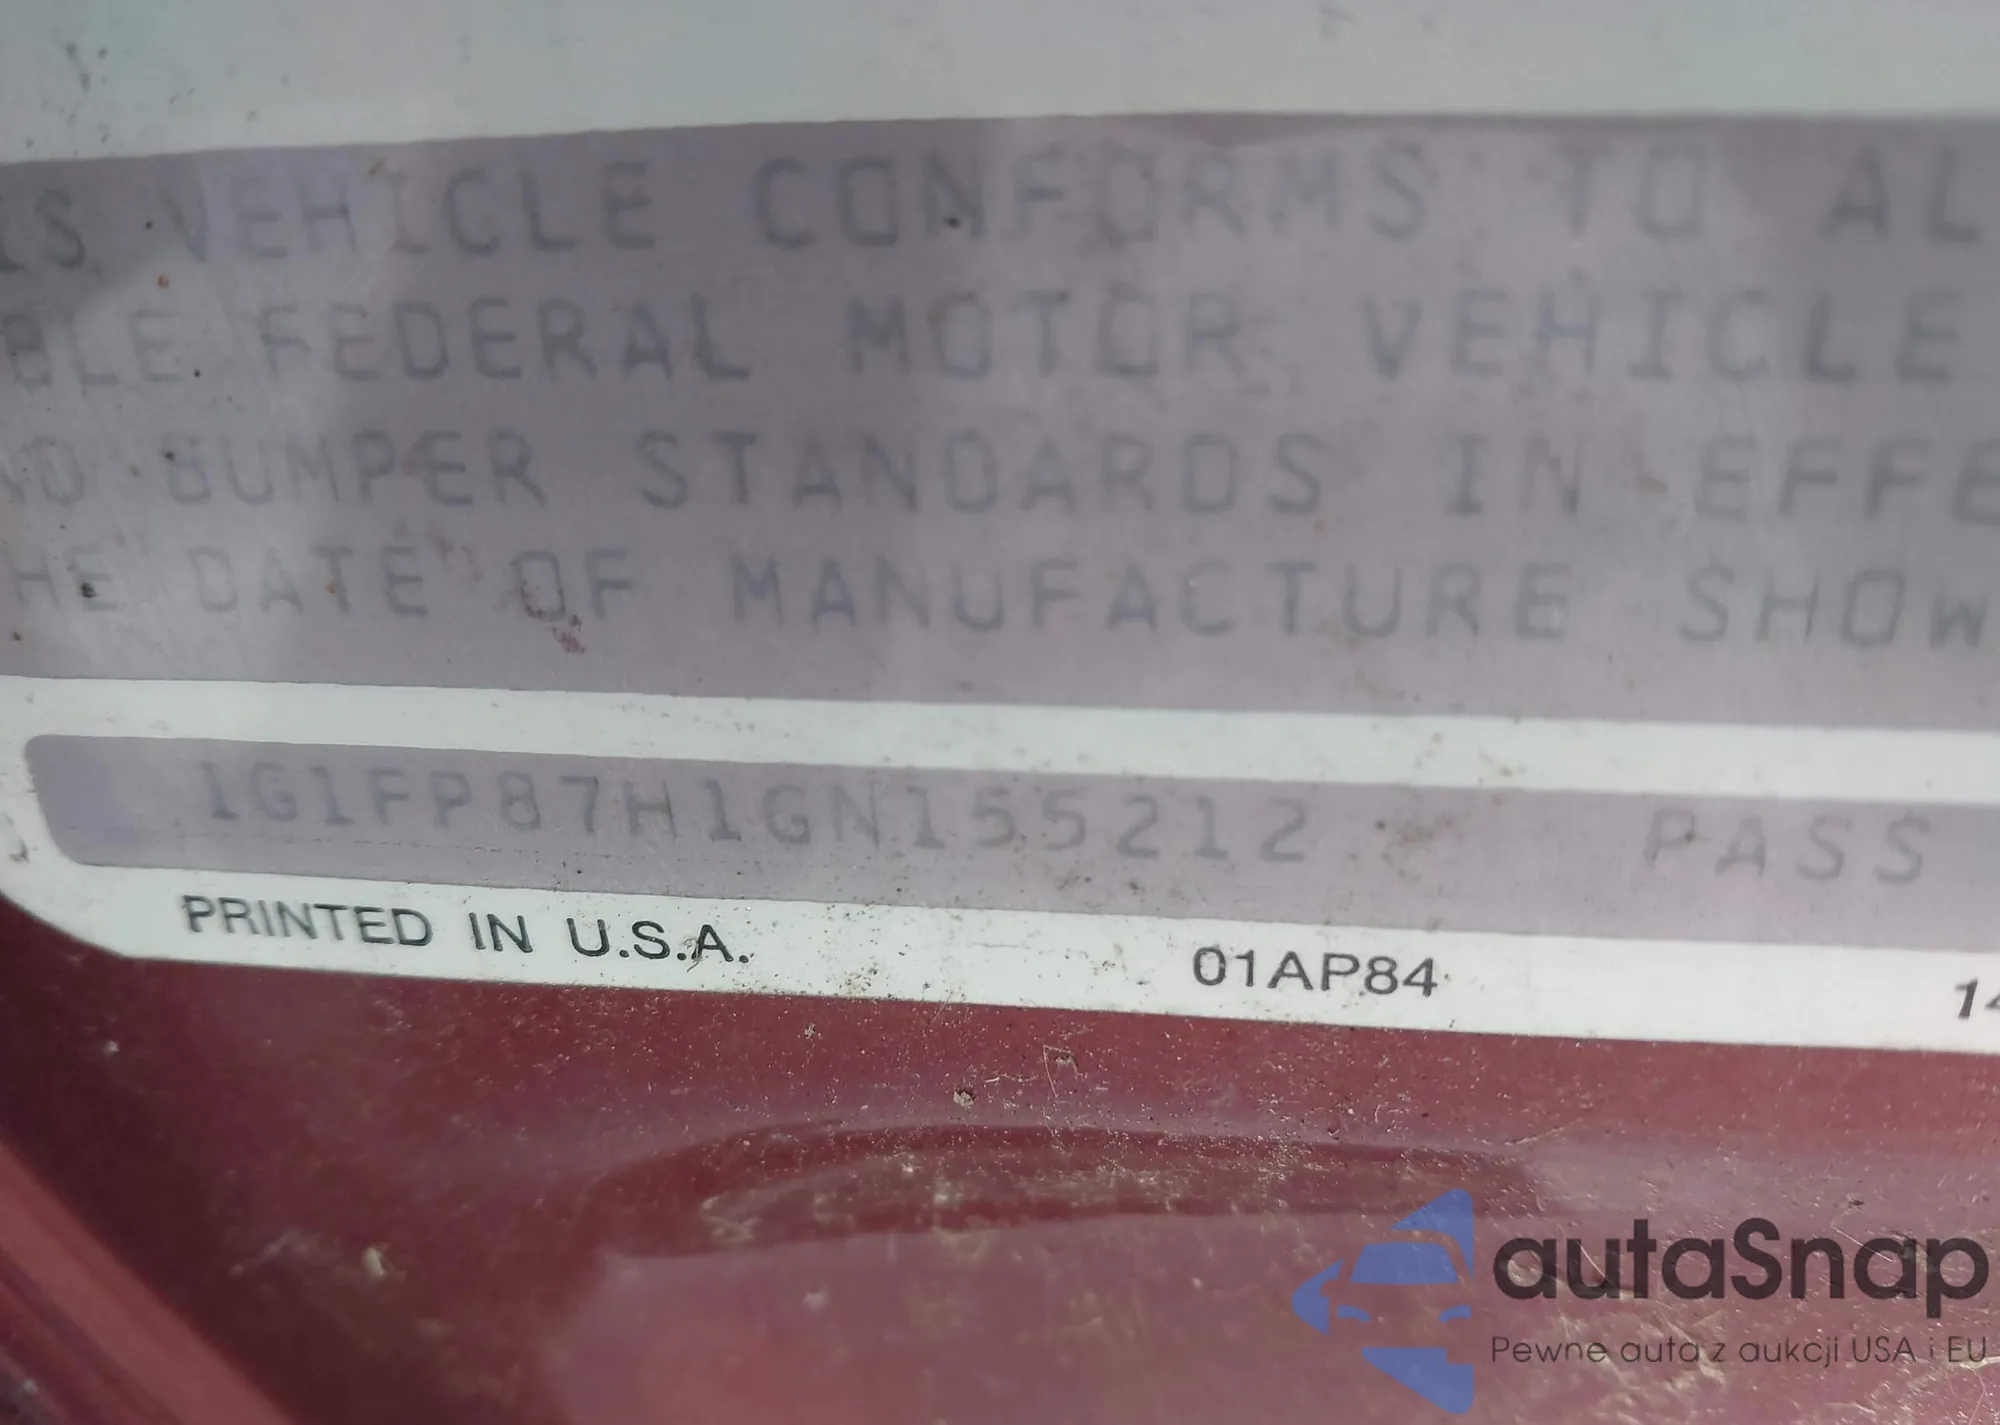 IS VEHICLE CONFORMS TO AL
BLE FEDERAL MOTOR VEHICLE
ND BUMPER STANDARDS IN EFFE
HE DATE OF MANUFACTURE SHOW
1G1FP87H1GN155212 PASS
PRINTED IN U.S.A. 01AP84 14
autaSnap
Pewne auta z aukcji USA i EU